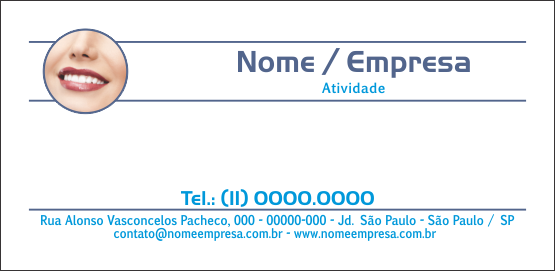 Nome / Empresa
Atividade
Tel.: (11) 0000.0000
Rua Alonso Vasconcelos Pacheco, 000 - 00000-000 - Jd. São Paulo - São Paulo / SP
contato@nomeempresa.com.br - www.nomeempresa.com.br